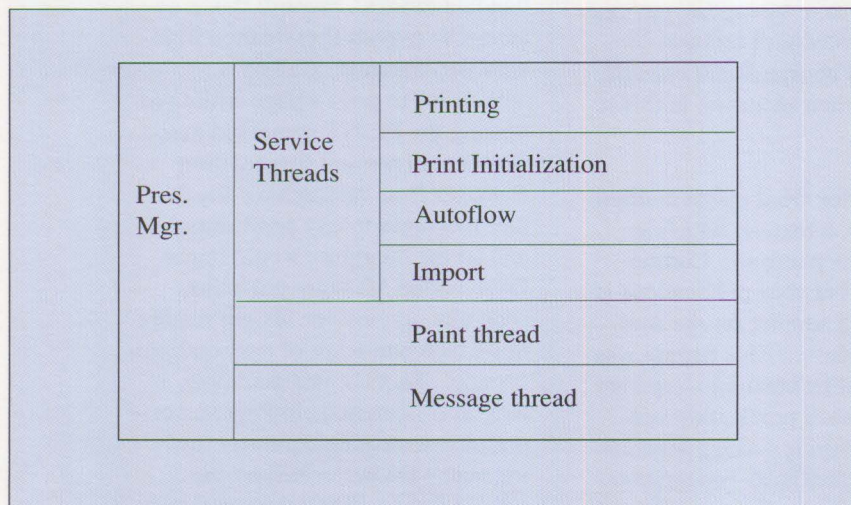 Pres.
Mgr.
Service
Threads
Printing
Print Initialization
Autoflow
Import
Paint thread
Message thread